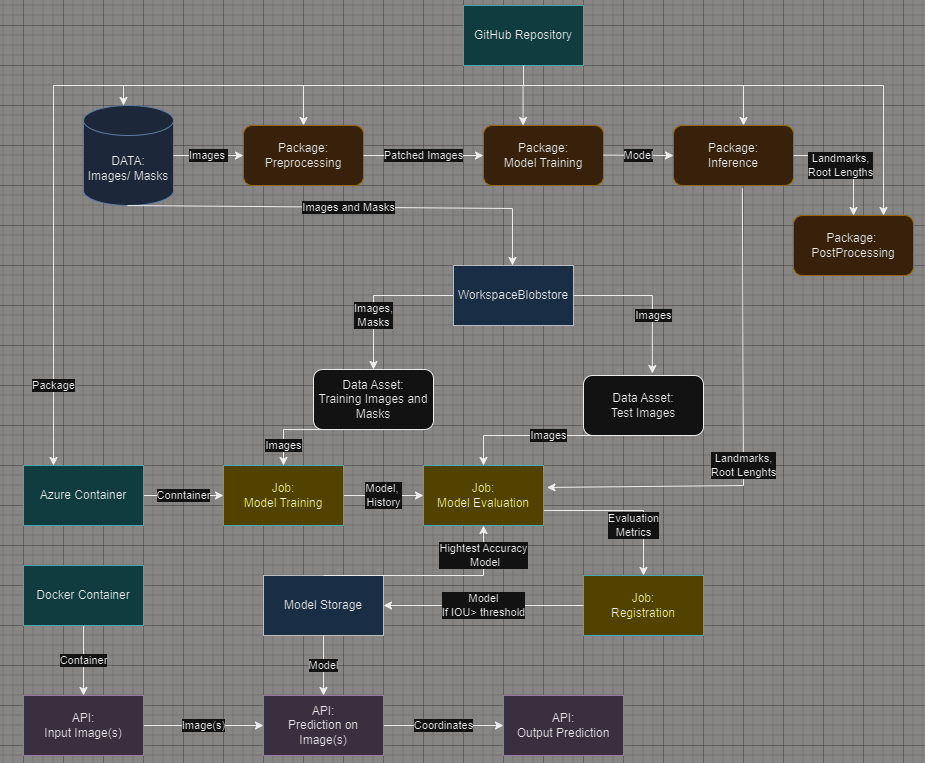 GitHub Repository
DATA:
Images/ Masks
Images
Package:
Preprocessing
Patched Images
Package:
Model Training
Model
Package:
Inference
Landmarks,
Root Lengths
Package:
PostProcessing
Images and Masks
WorkspaceBlobstore
Images,
Masks
Images
Package
Data Asset:
Training Images and
Masks
Data Asset:
Test Images
Images
Images
Landmarks,
Root Lenghts
Azure Container
Conntainer
Job:
Model Training
Model,
History
Job:
Model Evaluation
Evaluation
Metrics
Hightest Accuracy
Model
Docker Container
Model Storage
Model
If IOU> threshold
Job:
Registration
Container
Model
API:
Input Image(s)
Image(s)
API:
Prediction on
Image(s)
Coordinates
API:
Output Prediction